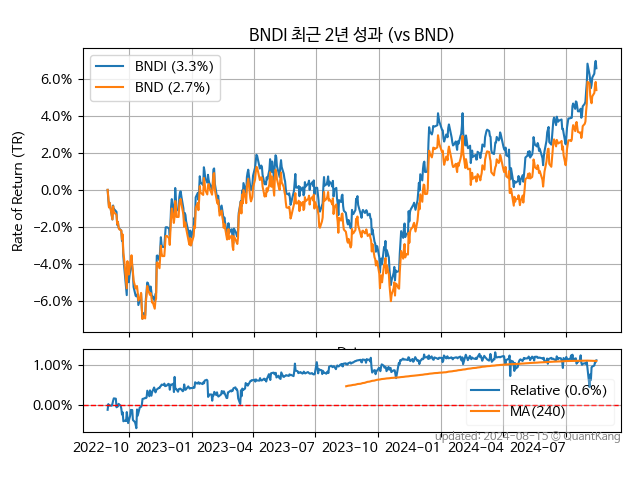 BNDI 최근 2년 성과 (vs BND)
BNDI (3.3%)
BND (2.7%)
Rate of Return (TR)
6.0%
4.0%
2.0%
0.0%
−2.0%
−4.0%
−6.0%
1.00%
0.00%
Relative (0.6%)
MA(240)
updated: 2024-08-15 © QuantKang
2022-10
2023-01
2023-04
2023-07
2023-10
2024-01
2024-04
2024-07